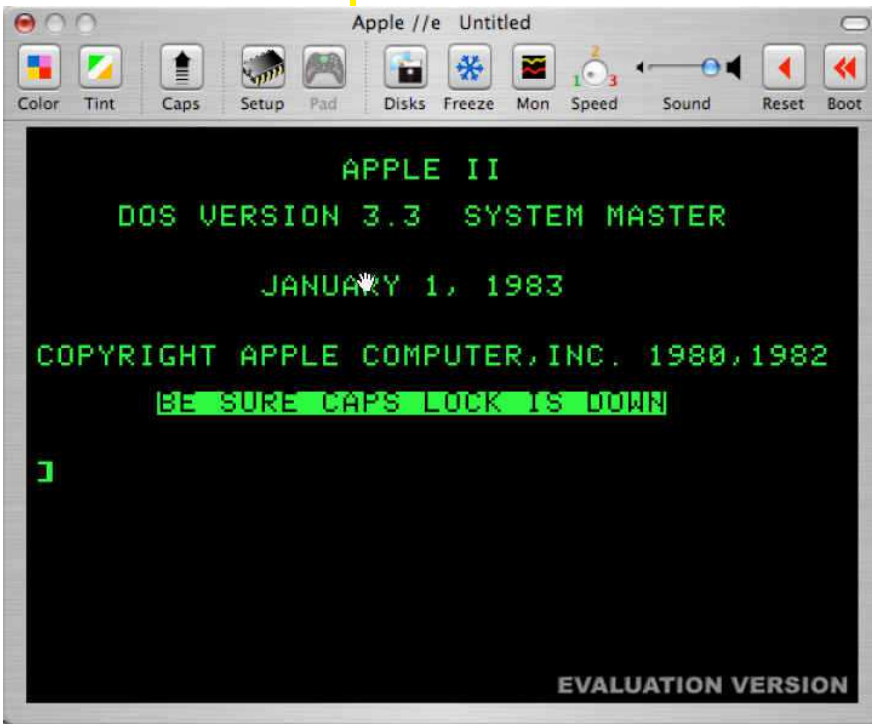 Apple //e Untitled
2
1 3
Color Tint Caps Setup Pad Disks Freeze Mon Speed Sound Reset Boot
APPLE II
DOS VERSION 3.3 SYSTEM MASTER
JANUARY 1, 1983
COPYRIGHT APPLE COMPUTER,INC. 1980,1982
BE SURE CAPS LOCK IS DOWN
]
EVALUATION VERSION